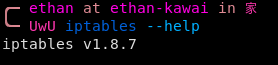 ethan at ethan-kawai in 家
UwU iptables --help
iptables v1.8.7